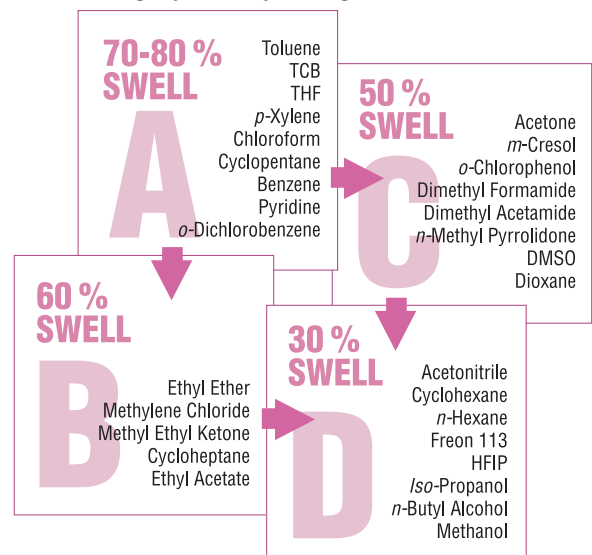 70-80 %
SWELL
A
Toluene
TCB
THF
p-Xylene
Chloroform
Cyclopentane
Benzene
Pyridine
o-Dichlorobenzene
50 %
SWELL
C
Acetone
m-Cresol
o-Chlorophenol
Dimethyl Formamide
Dimethyl Acetamide
n-Methyl Pyrrolidone
DMSO
Dioxane
60 %
SWELL
B
Ethyl Ether
Methylene Chloride
Methyl Ethyl Ketone
Cycloheptane
Ethyl Acetate
30 %
SWELL
D
Acetonitrile
Cyclohexane
n-Hexane
Freon 113
HFIP
Iso-Propanol
n-Butyl Alcohol
Methanol